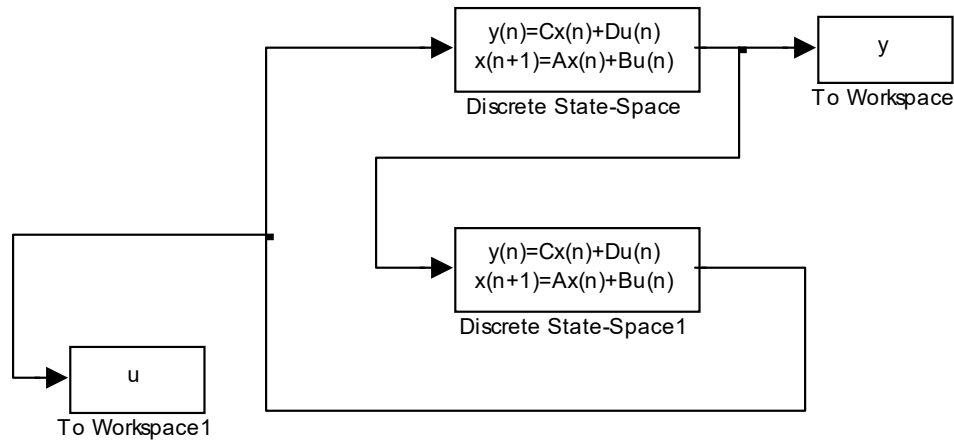 y(n)=Cx(n)+Du(n)
x(n+1)=Ax(n)+Bu(n)
Discrete State-Space
y
To Workspace
y(n)=Cx(n)+Du(n)
x(n+1)=Ax(n)+Bu(n)
Discrete State-Space1
u
To Workspace1